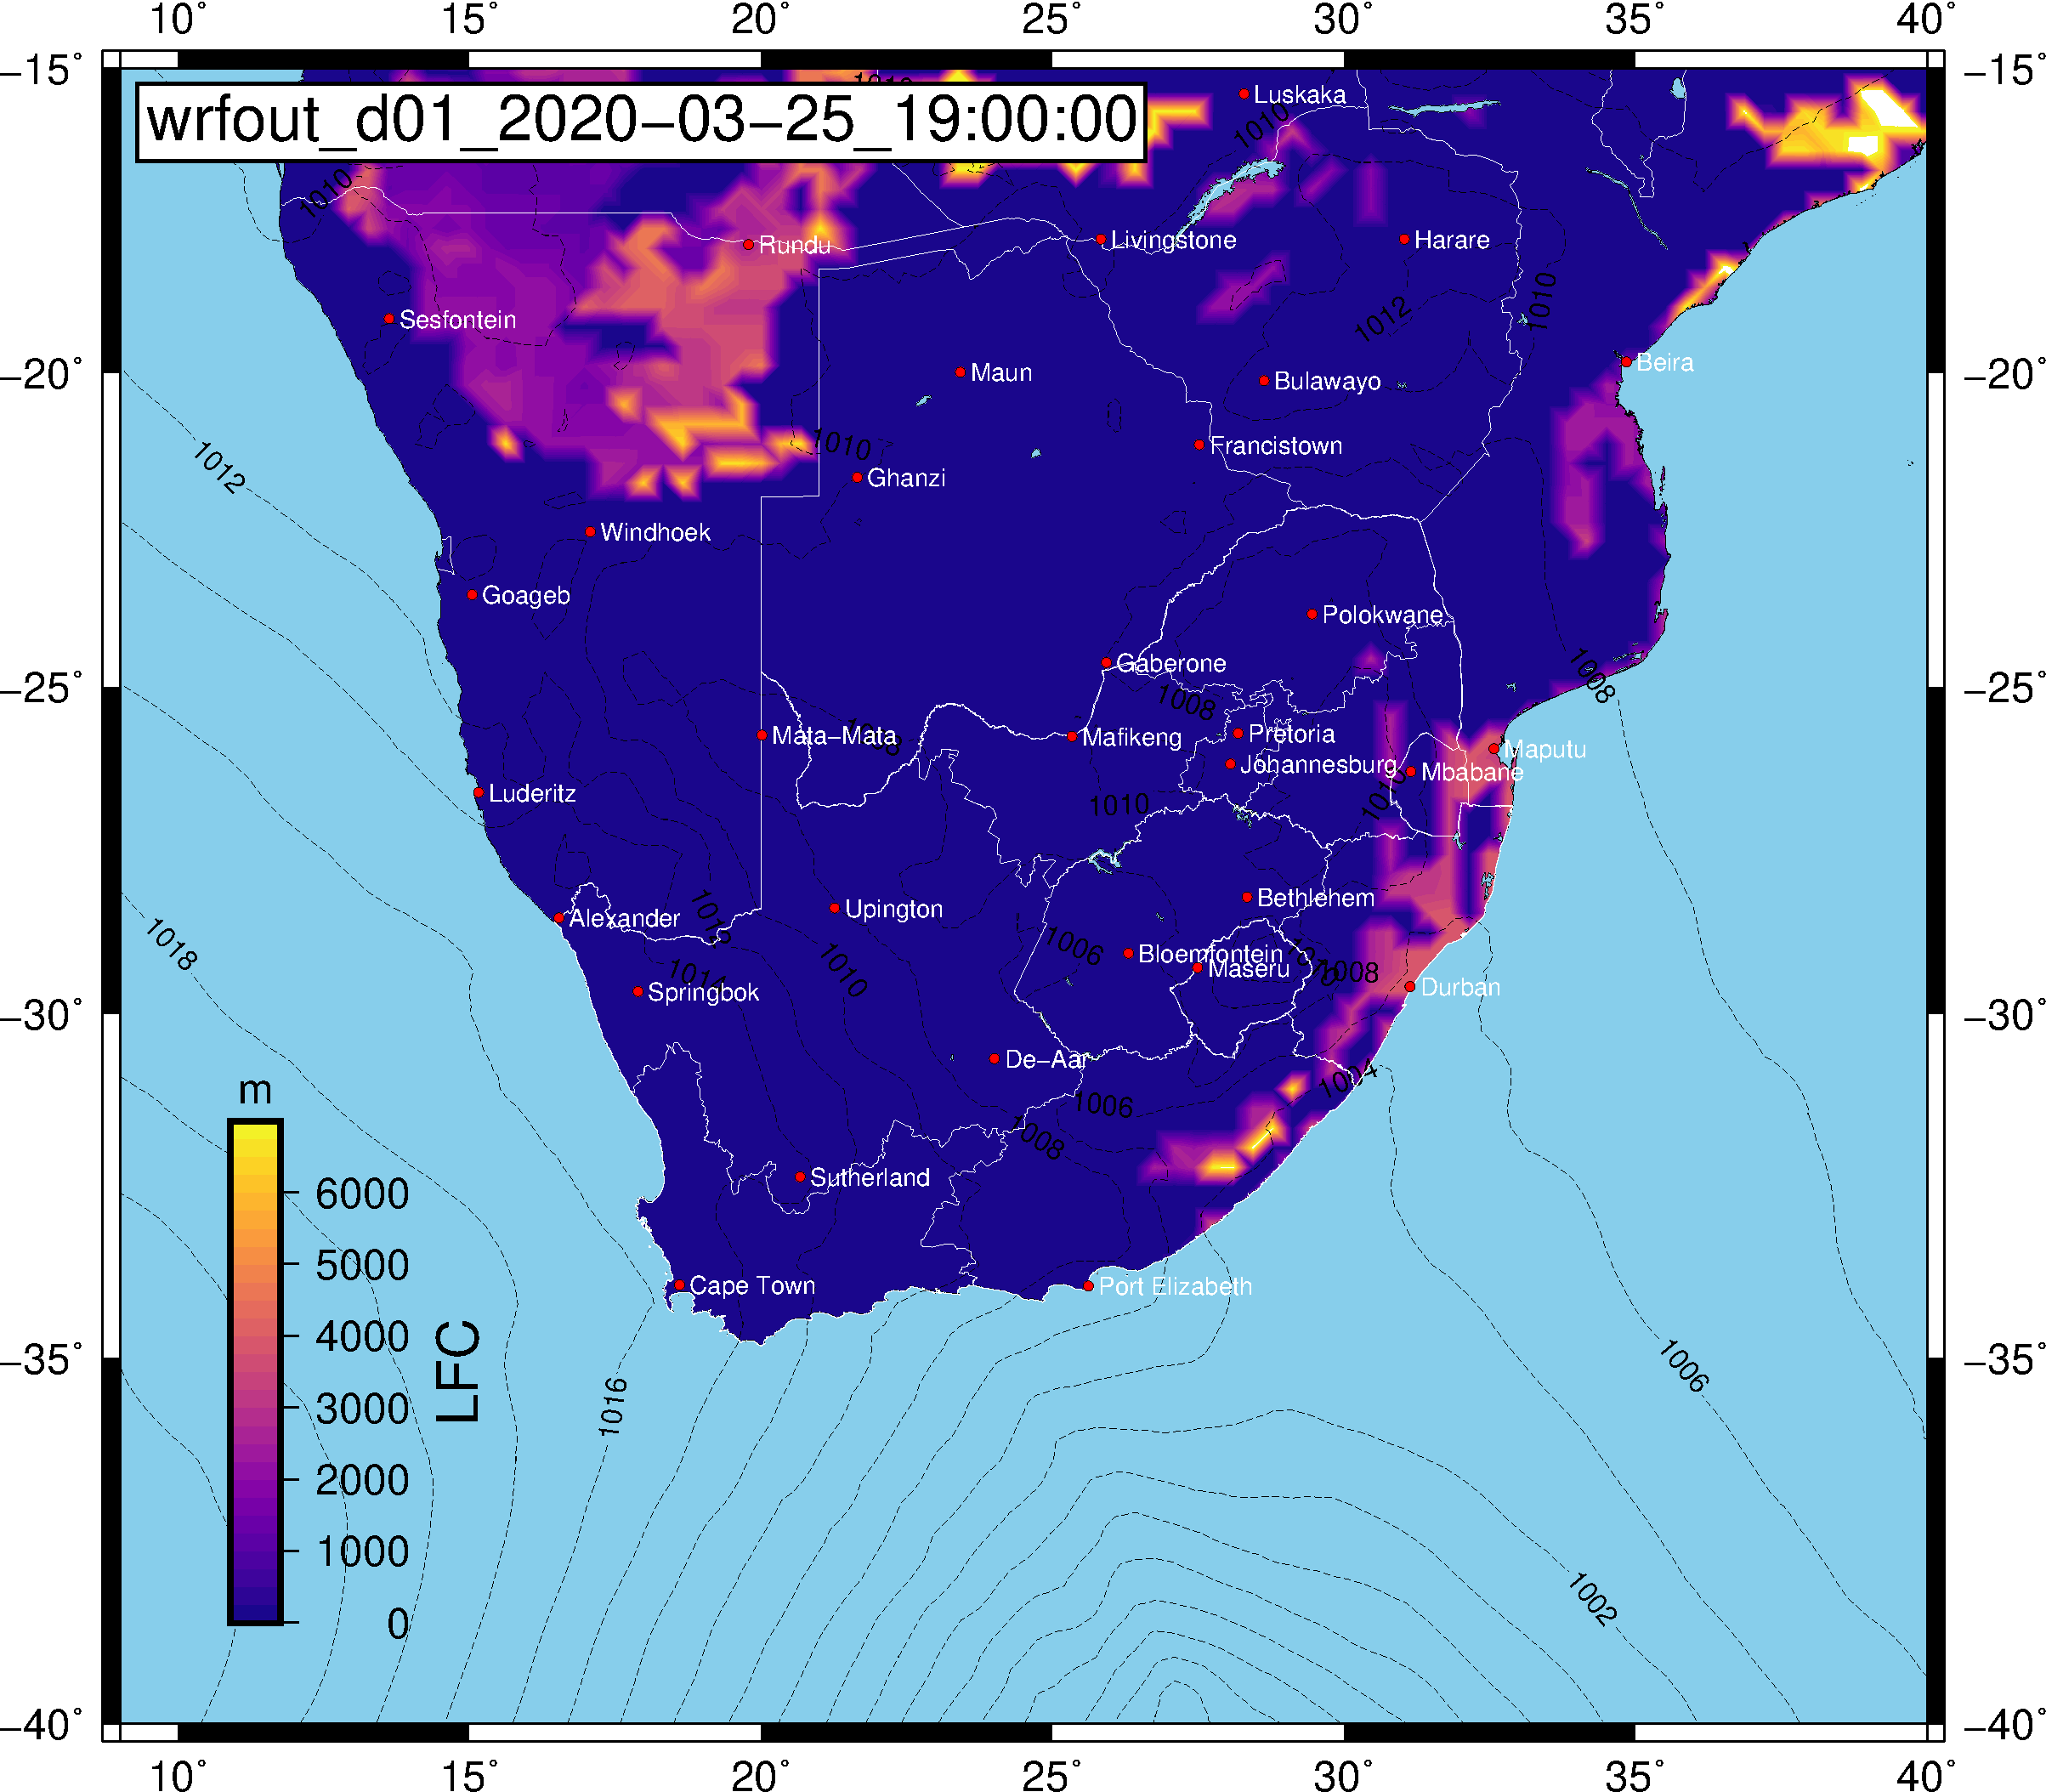 10° 15° 20° 25° 30° 35° 40°
−15° −15°
wrfout_d01_2020−03−25_19:00:00
Luskaka
1010
1010
Rundu
Livingstone
Harare
1010
1012
Sesfontein
Beira
−20° −20°
Maun
Bulawayo
1010
Francistown
1012
Ghanzi
Windhoek
Goageb
Polokwane
Gaberone
1008
−25° −25°
1008
Mata−Mata
1008
Mafikeng
Pretoria
Maputu
Johannesburg
Mbabane
1010
1010
Luderitz
Bethlehem
Upington
Alexander
1012
1018
1006
Bloemfontein
Maseru
1010
1008
1014
1010
Durban
Springbok
−30° −30°
De−Aar
1004
1006
1008
Sutherland
Cape Town
Port Elizabeth
m
6000
5000
4000
3000
2000
1000
0
LFC
−35° −35°
1006
1016
1002
−40° −40°
10° 15° 20° 25° 30° 35° 40°